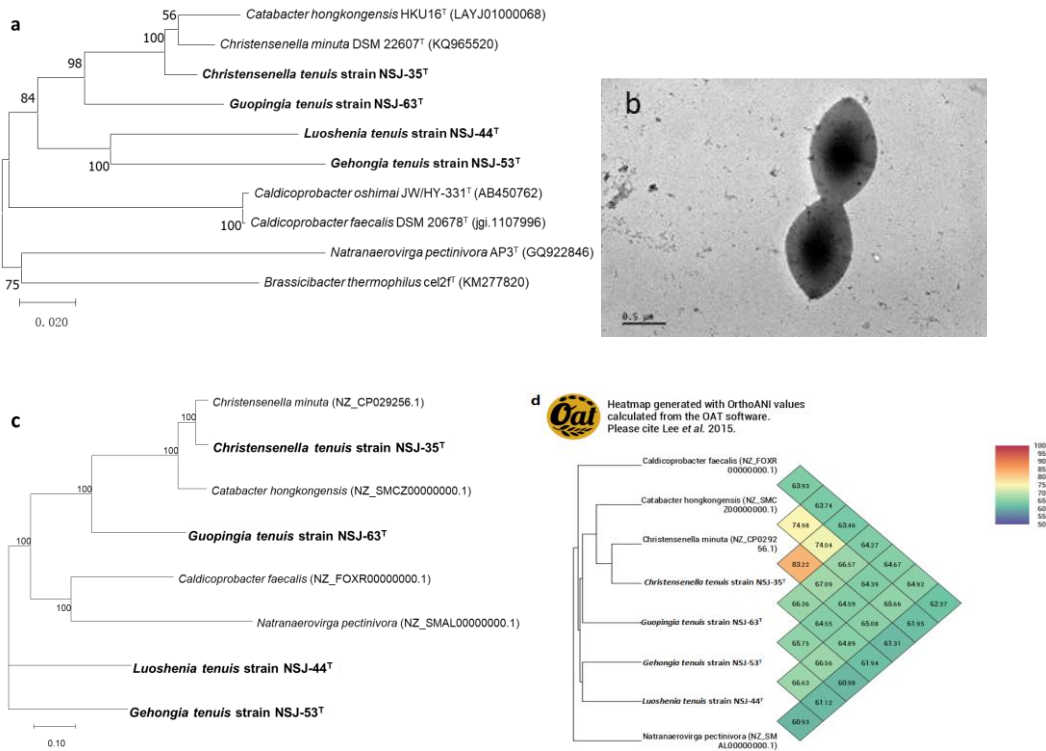 a
56
Catabacter hongkongensis HKU16ᵀ (LAYJ01000068)
100
Christensenella minuta DSM 22607ᵀ (KQ965520)
98
Christensenella tenuis strain NSJ-35ᵀ
84
Guopingia tenuis strain NSJ-63ᵀ
Luoshenia tenuis strain NSJ-44ᵀ
100
Gehongia tenuis strain NSJ-53ᵀ
Caldicoprobacter oshimai JW/HY-331ᵀ (AB450762)
100
Caldicoprobacter faecalis DSM 20678ᵀ (jgi.1107996)
Natranaerovirga pectinivora AP3ᵀ (GQ922846)
75
Brassicibacter thermophilus cel2fᵀ (KM277820)
0.020
b
0.5 μm
c
100
Christensenella minuta (NZ_CP029256.1)
100
Christensenella tenuis strain NSJ-35ᵀ
100
Catabacter hongkongensis (NZ_SMCZ00000000.1)
100
Guopingia tenuis strain NSJ-63ᵀ
100
Caldicoprobacter faecalis (NZ_FOXR00000000.1)
100
Natranaerovirga pectinivora (NZ_SMAL00000000.1)
Luoshenia tenuis strain NSJ-44ᵀ
Gehongia tenuis strain NSJ-53ᵀ
0.10
d
Oat
Heatmap generated with OrthoANI values
calculated from the OAT software.
Please cite Lee et al. 2015.
100
95
90
85
80
75
70
65
60
55
50
Caldicoprobacter faecalis (NZ_FOXR
00000000.1)
Catabacter hongkongensis (NZ_SMC
Z00000000.1)
Christensenella minuta (NZ_CP0292
56.1)
Christensenella tenuis strain NSJ-35ᵀ
Guopingia tenuis strain NSJ-63ᵀ
Gehongia tenuis strain NSJ-53ᵀ
Luoshenia tenuis strain NSJ-44ᵀ
Natranaerovirga pectinivora (NZ_SM
AL00000000.1)
63.93
63.74
74.98 63.46
74.04 64.27
83.22 66.57 64.67
67.09 64.39 64.92
66.36 64.59 65.66 62.37
64.55 65.08 61.95
65.75 64.89 61.31
66.56 61.94
66.63 60.98
61.12
60.93